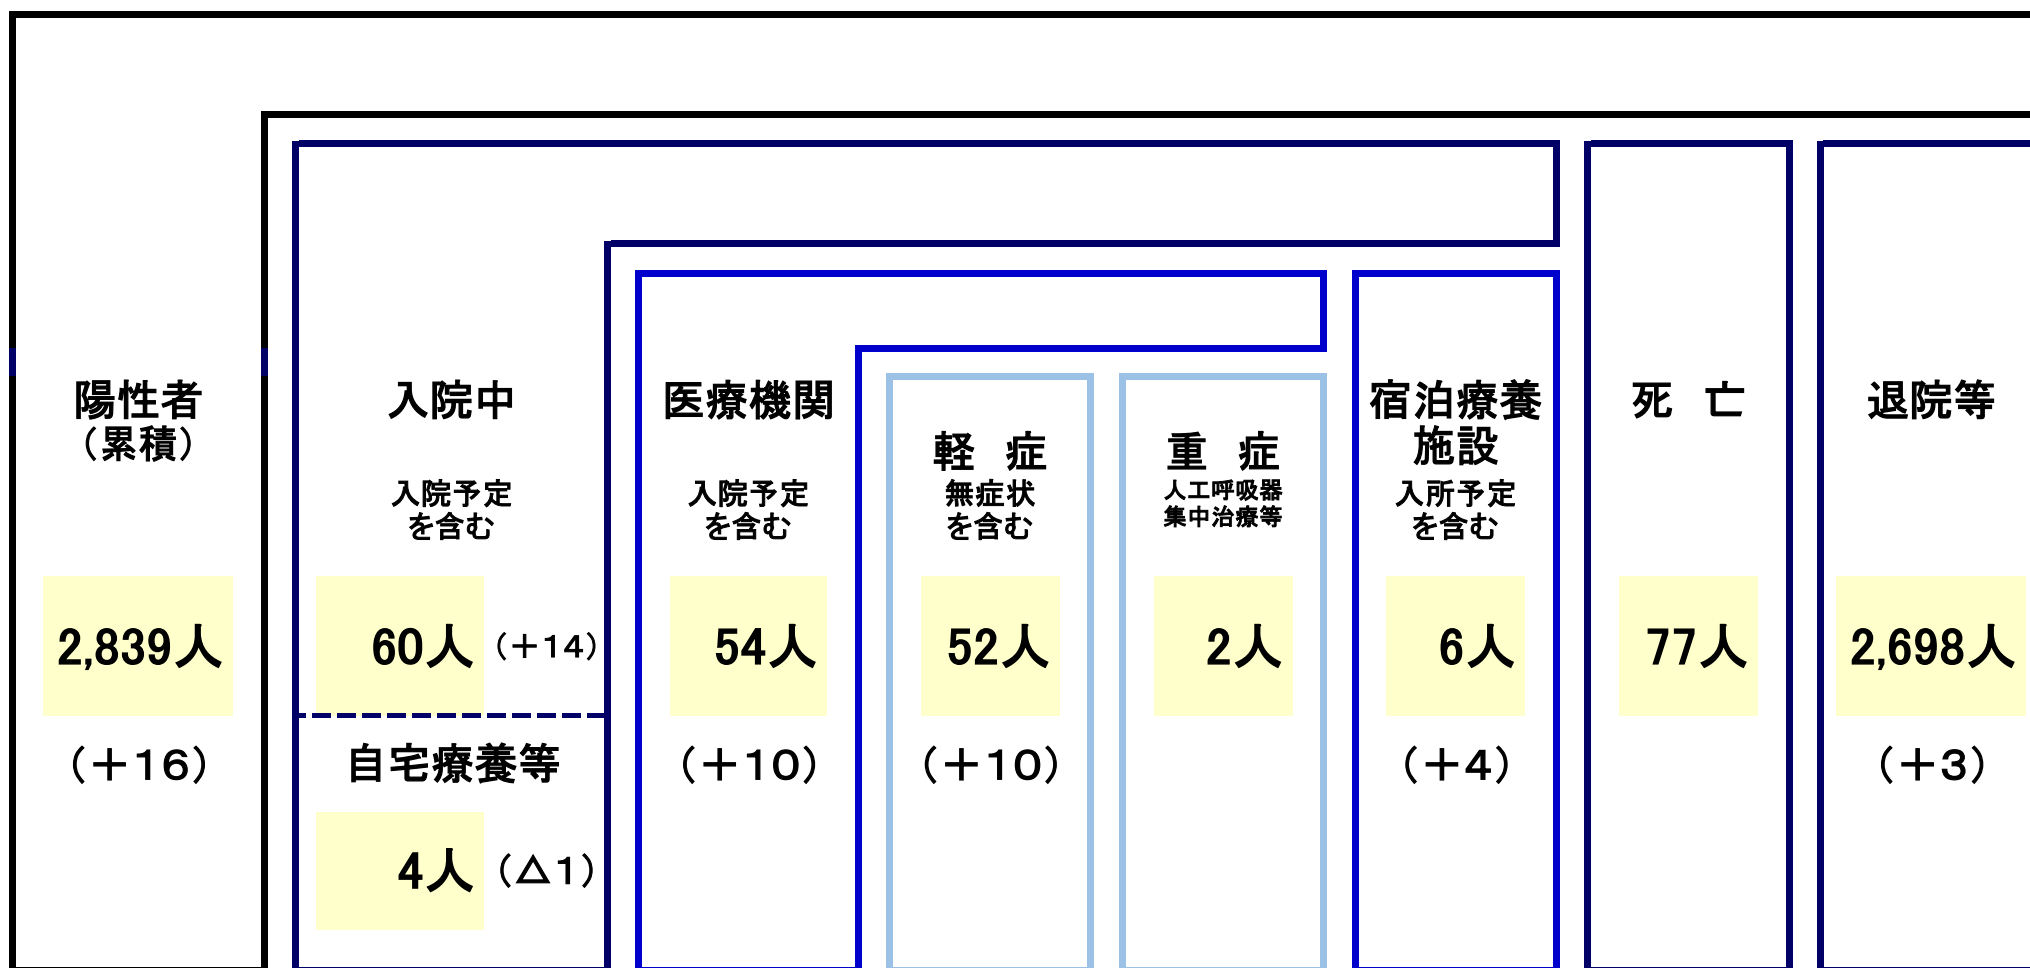 陽性者
（累積）
2,839人
（＋16）
入院中
入院予定
を含む
60人 （＋14）
自宅療養等
4人 （△1）
医療機関
入院予定
を含む
54人
（＋10）
軽 症
無症状
を含む
52人
（＋10）
重 症
人工呼吸器
集中治療等
2人
宿泊療養
施設
入所予定
を含む
6人
（＋4）
死 亡
77人
退院等
2,698人
（＋3）